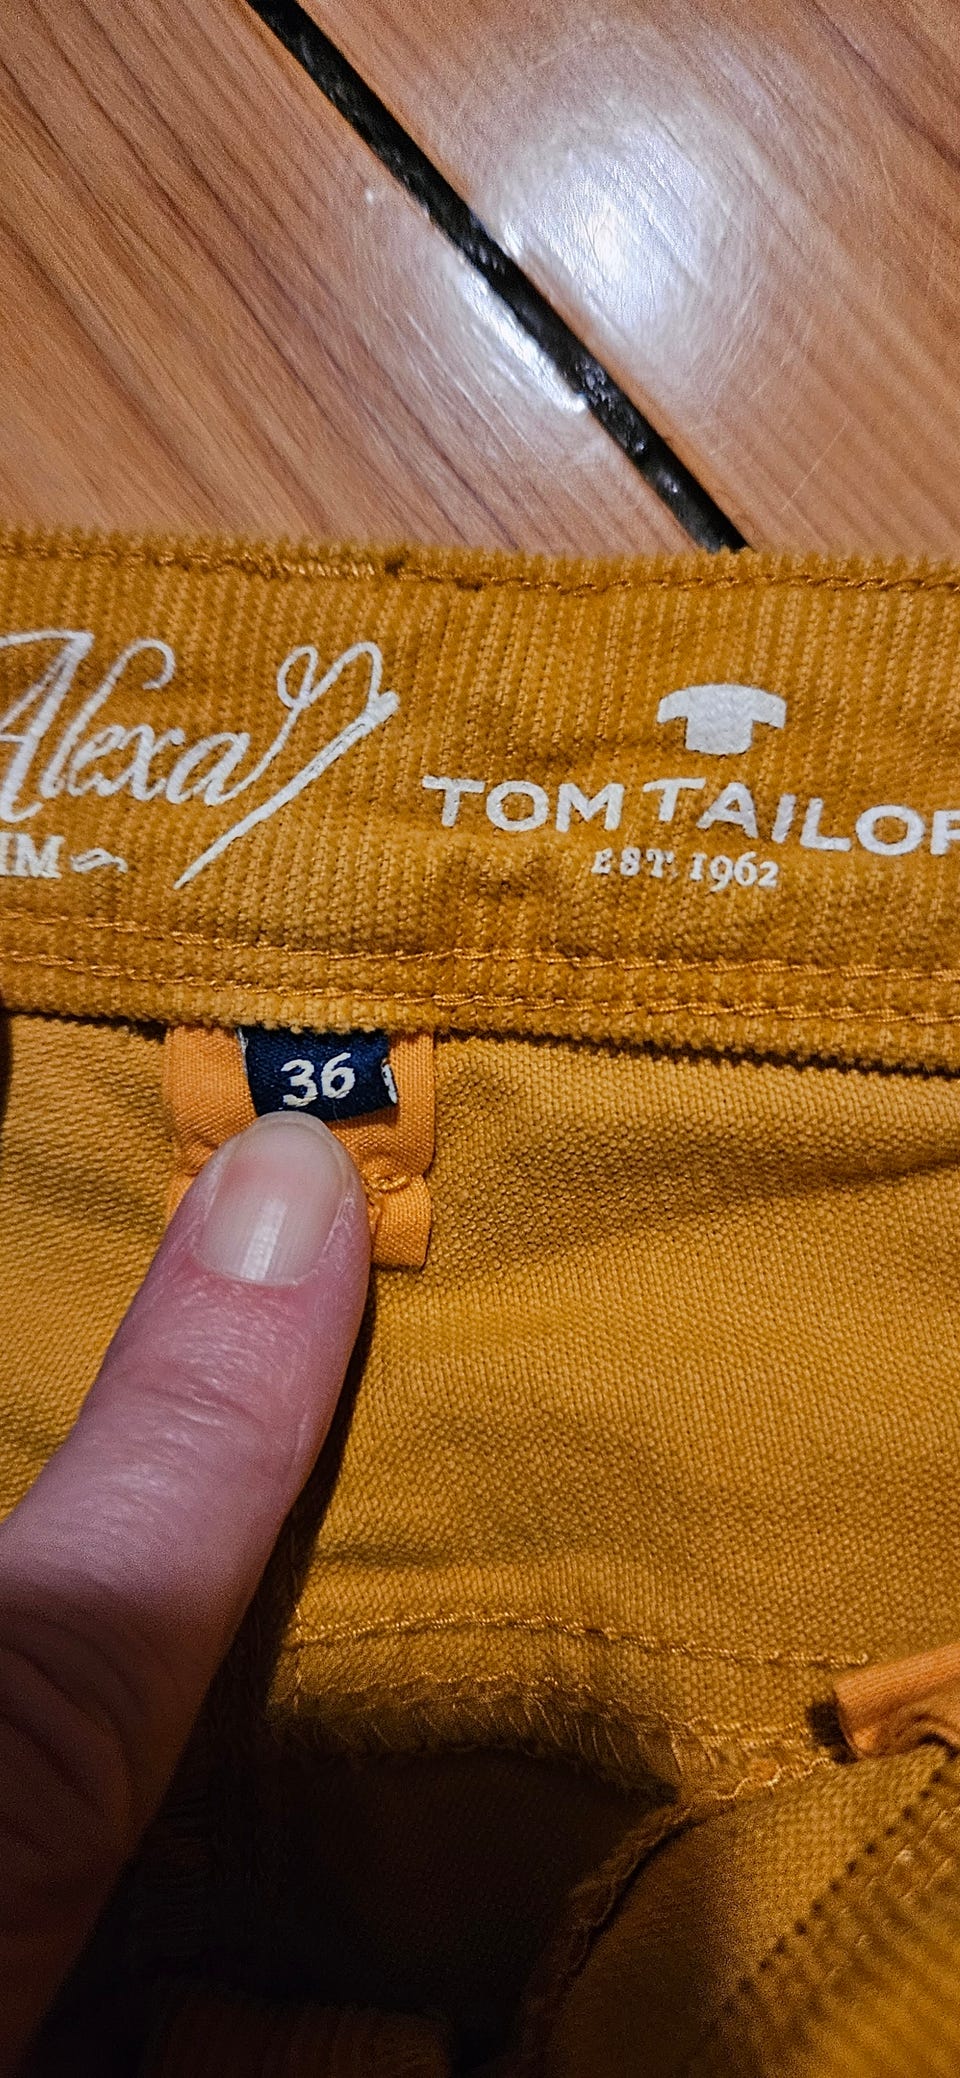 Alexa
TOM TAILOR
EST. 1962
36